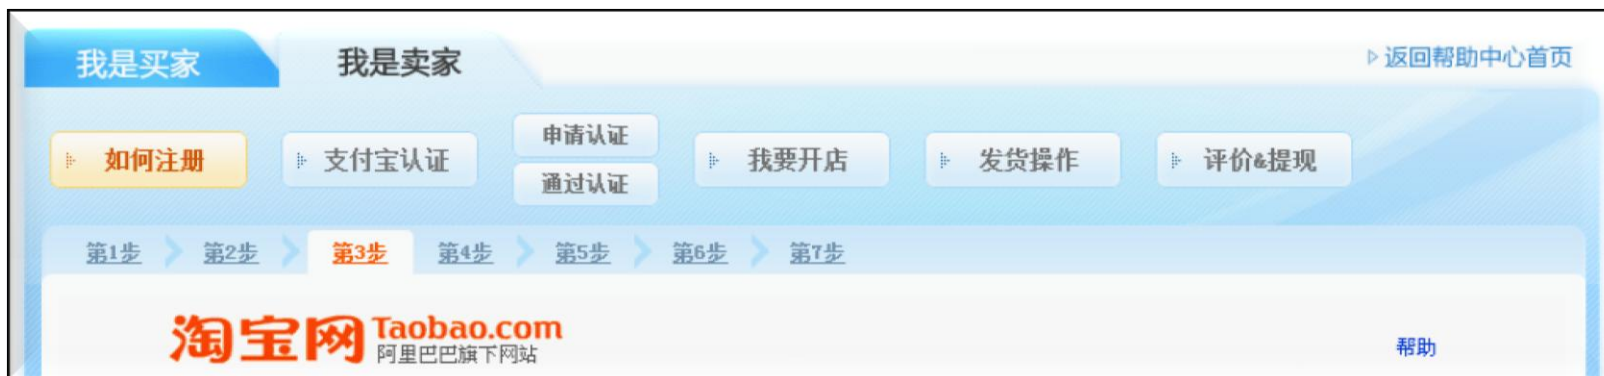 我是买家 我是卖家 返回帮助中心首页
申请认证
如何注册 支付宝认证 我要开店 发货操作 评价&提现
通过认证
第1步 第2步 第3步 第4步 第5步 第6步 第7步
淘宝网 Taobao.com
阿里巴巴旗下网站
帮助